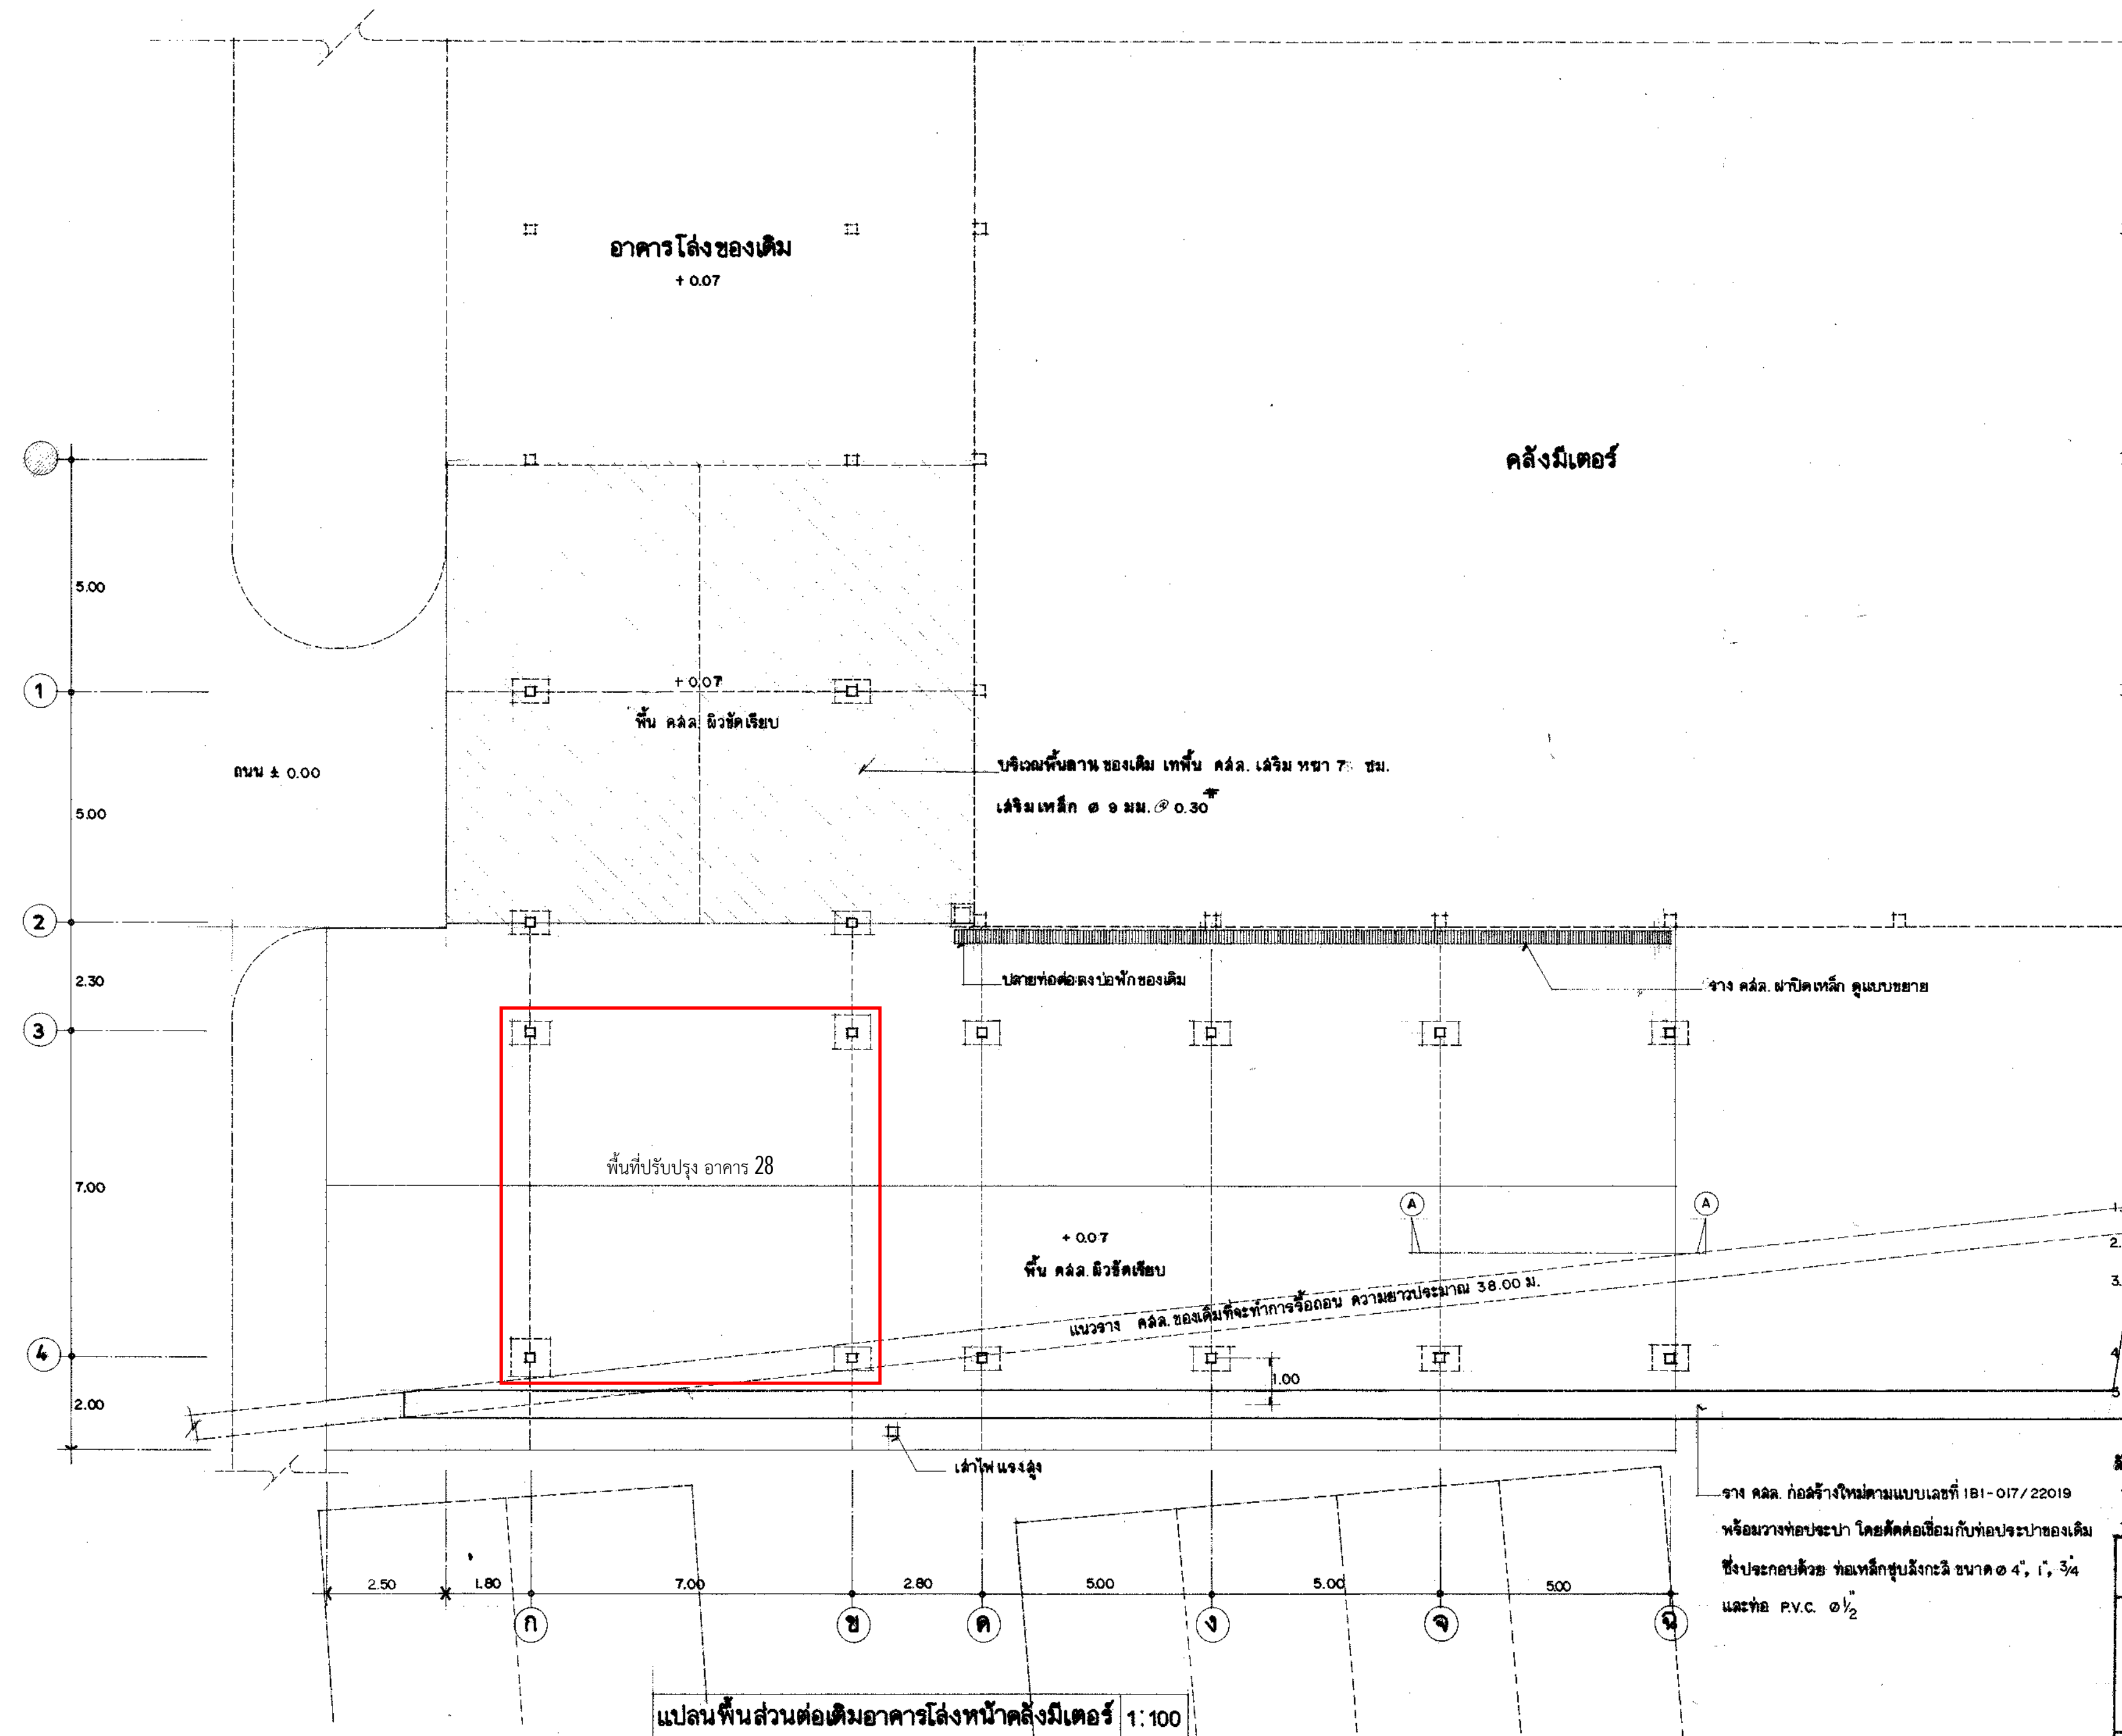 อาคารโล่งของเดิม
+ 0.07
คลังมีเตอร์
5.00
1
+ 0.07
พื้น คสล. ผิวขัดเรียบ
ถนน ± 0.00
บริเวณพื้นลาน ของเดิม เทพื้น คสล. เสริม หนา 7 ซม.
เสริมเหล็ก ø 9 มม. @ 0.30 #
5.00
2
2.30
ปลายท่อต่อลงบ่อพักของเดิม
ราง คสล. ฝาปิดเหล็ก ดูแบบขยาย
3
พื้นที่ปรับปรุง อาคาร 28
7.00
A
A
+ 0.07
พื้น คสล. ผิวขัดเรียบ
แนวราง คสล. ของเดิมที่จะทำการรื้อถอน ความยาวประมาณ 38.00 ม.
1.
2.
3.
4
5
4
1.00
2.00
เสาไฟแรงสูง
ราง คสล. ก่อสร้างใหม่ตามแบบเลขที่ 1B1-017/22019
พร้อมวางท่อประปา โดยตัดต่อเชื่อมกับท่อประปาของเดิม
ซึ่งประกอบด้วย ท่อเหล็กชุบสังกะสี ขนาด ø 4", 1", 3/4"
และท่อ P.V.C. ø 1/2"
2.50
1.80
7.00
2.80
5.00
5.00
5.00
ก
ข
ค
ง
จ
ฉ
แปลนพื้นส่วนต่อเติมอาคารโล่งหน้าคลังมีเตอร์ 1:100